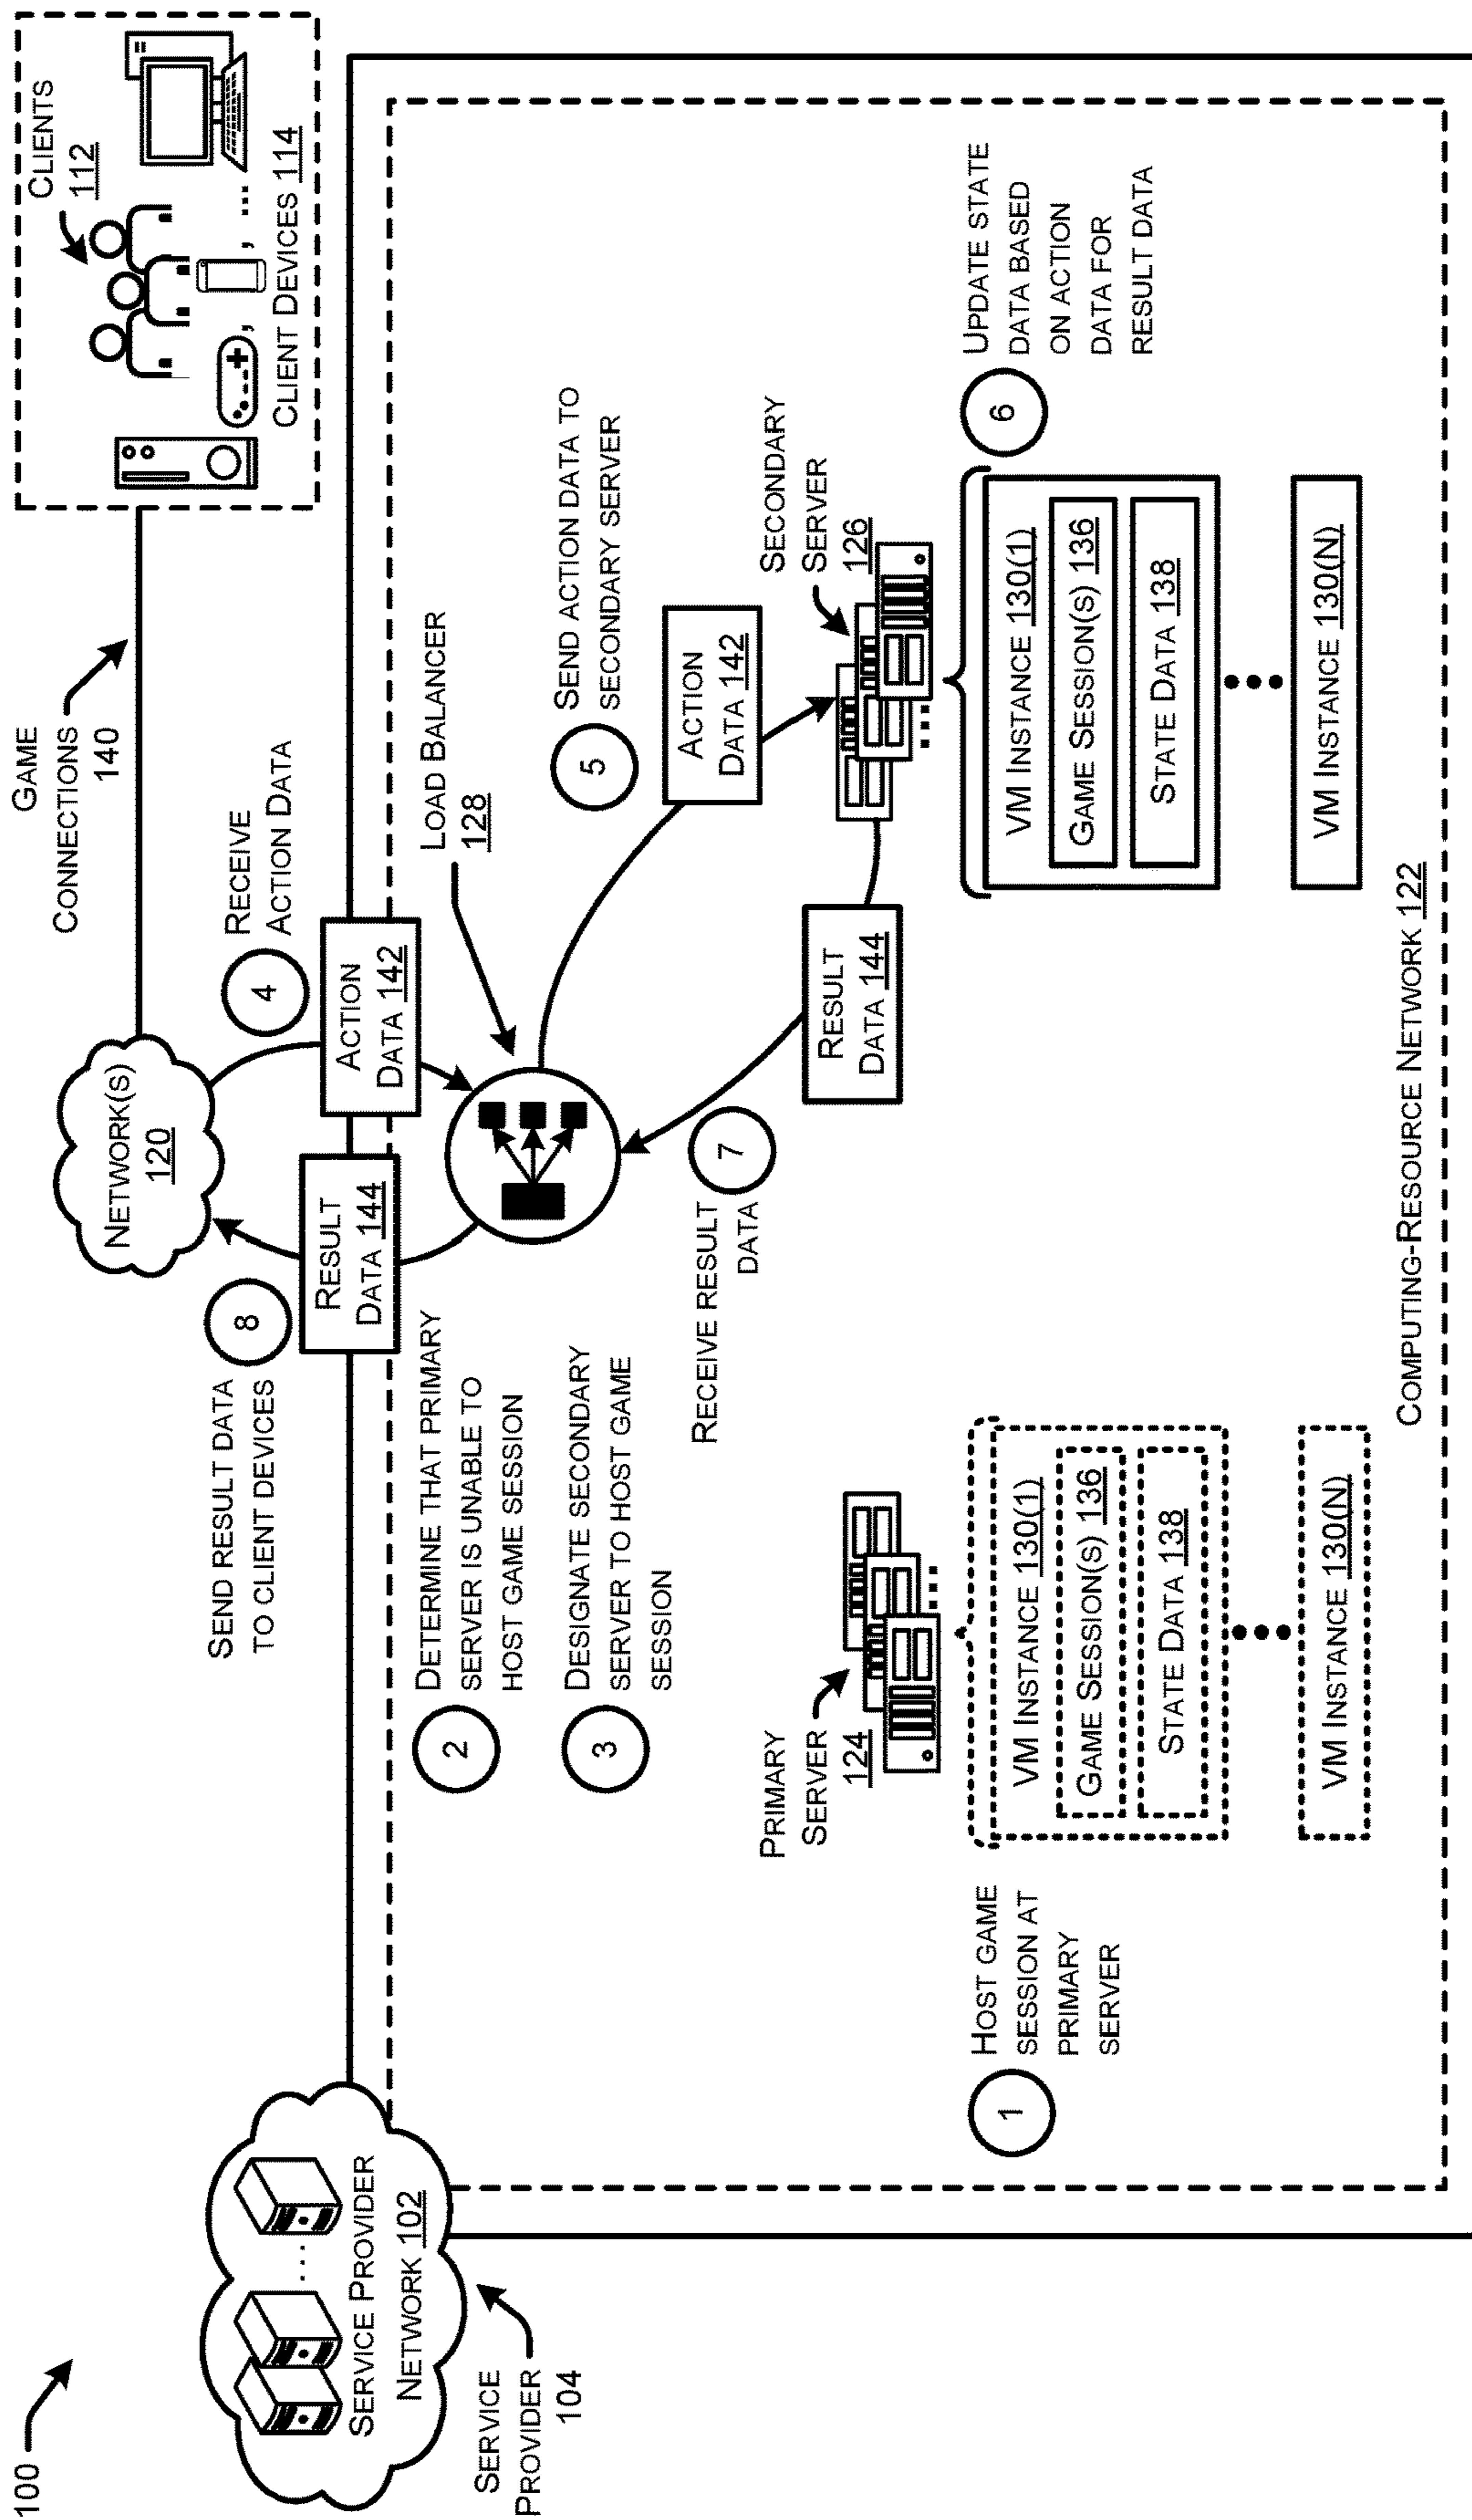 100
SERVICE PROVIDER
NETWORK 102
SERVICE
PROVIDER
104
8
SEND RESULT DATA
TO CLIENT DEVICES
NETWORK(S)
120
GAME
CONNECTIONS
140
CLIENTS
112
CLIENT DEVICES 114
, , ...
RESULT
DATA 144
ACTION
DATA 142
4
RECEIVE
ACTION DATA
2
DETERMINE THAT PRIMARY
SERVER IS UNABLE TO
HOST GAME SESSION
3
DESIGNATE SECONDARY
SERVER TO HOST GAME
SESSION
LOAD BALANCER
128
5
SEND ACTION DATA TO
SECONDARY SERVER
ACTION
DATA 142
7
RECEIVE RESULT
DATA
RESULT
DATA 144
PRIMARY
SERVER
124
SECONDARY
SERVER
126
1
HOST GAME
SESSION AT
PRIMARY
SERVER
VM INSTANCE 130(1)
GAME SESSION(S) 136
STATE DATA 138
VM INSTANCE 130(N)
VM INSTANCE 130(1)
GAME SESSION(S) 136
STATE DATA 138
VM INSTANCE 130(N)
6
UPDATE STATE
DATA BASED
ON ACTION
DATA FOR
RESULT DATA
COMPUTING-RESOURCE NETWORK 122